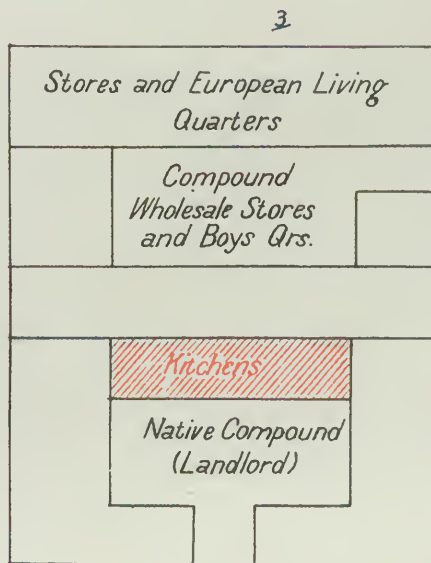 3
Stores and European Living
Quarters
Compound
Wholesale Stores
and Boys Qrs.
Kitchens
Native Compound
(Landlord)